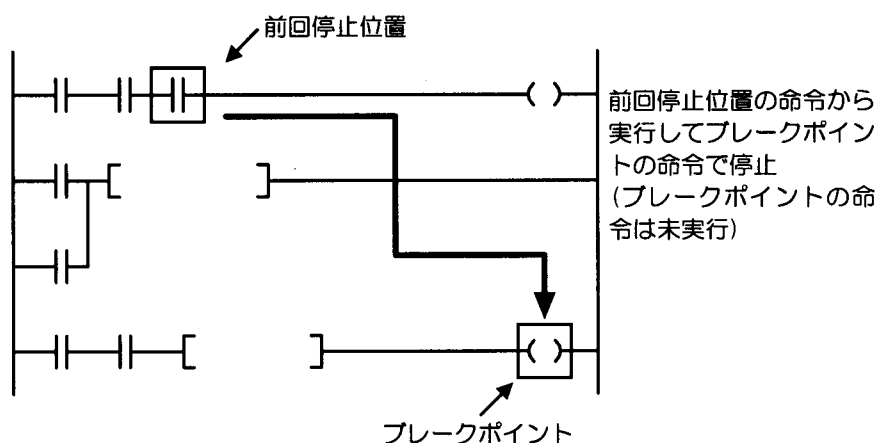 前回停止位置
前回停止位置の命令から
実行してブレークポイン
トの命令で停止
(ブレークポイントの命
令は未実行)
ブレークポイント